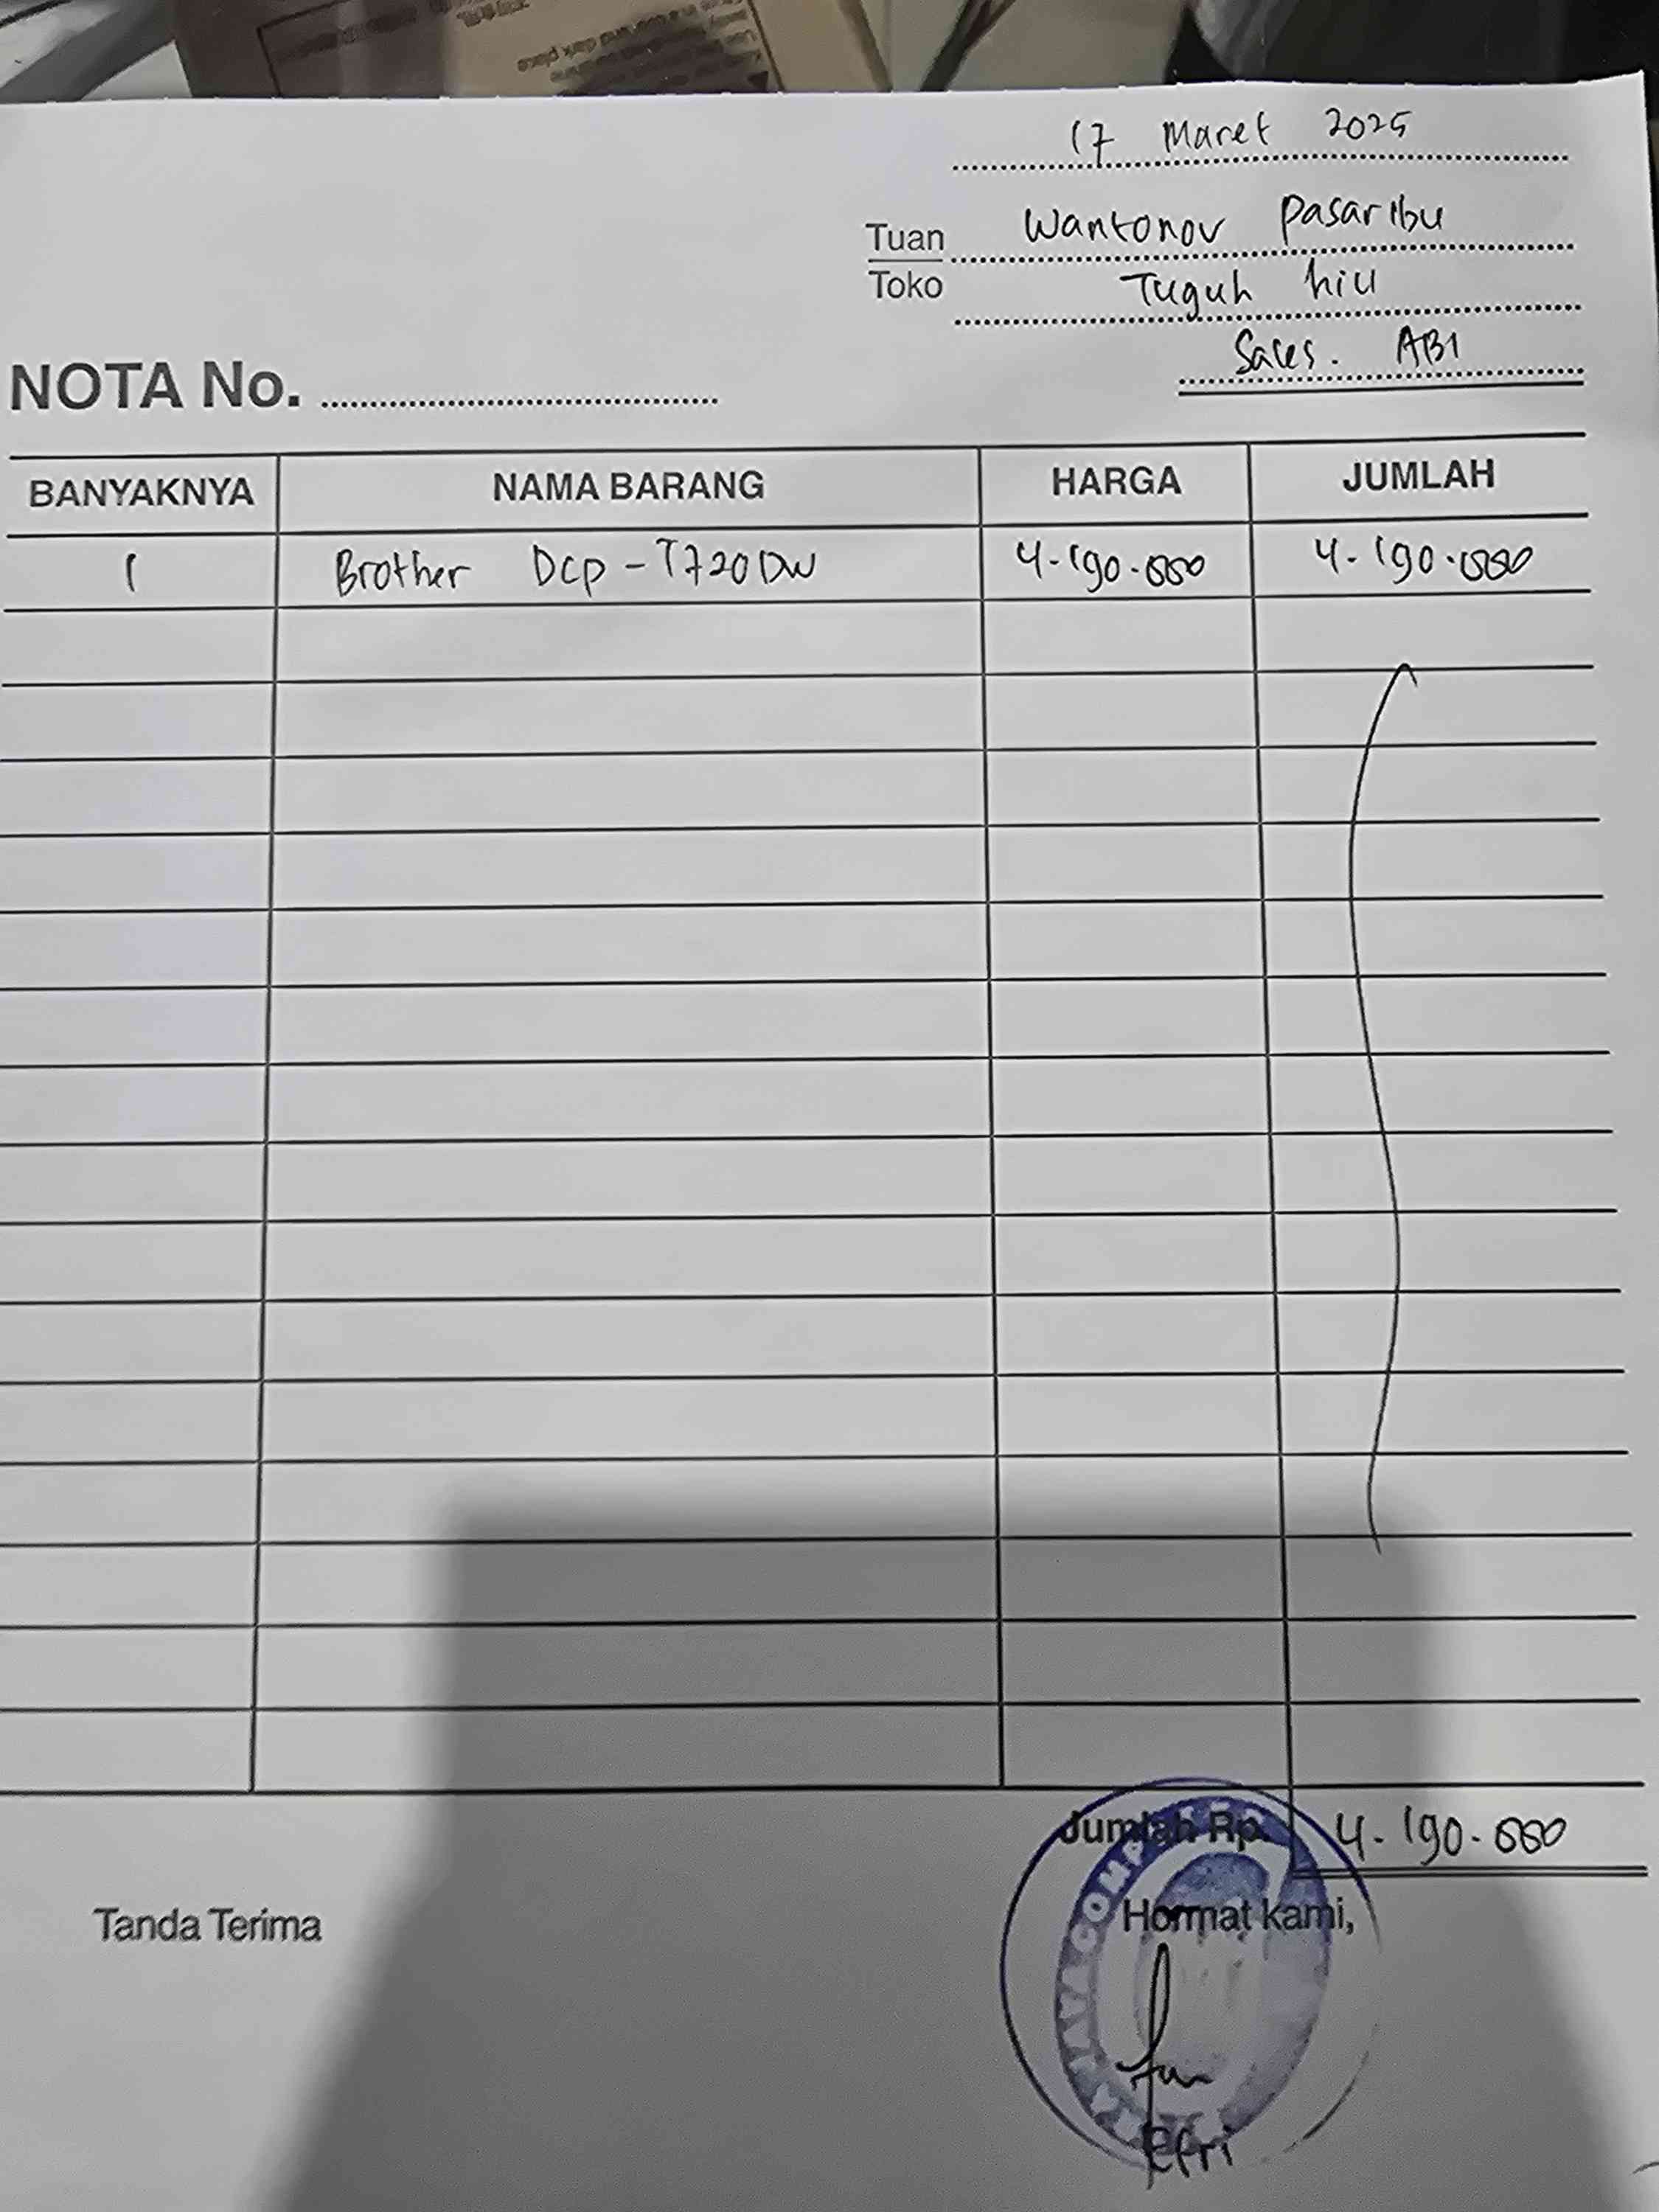 17 Maret 2025
Tuan Wantonov Pasaribu
Toko Tuguh hiu
Sales. ABI
NOTA No.
BANYAKNYA NAMA BARANG HARGA JUMLAH
1 Brother Dcp-T720DW 4.190.000 4.190.000
Jumlah Rp. 4.190.000
Tanda Terima Hormat kami,
Efri